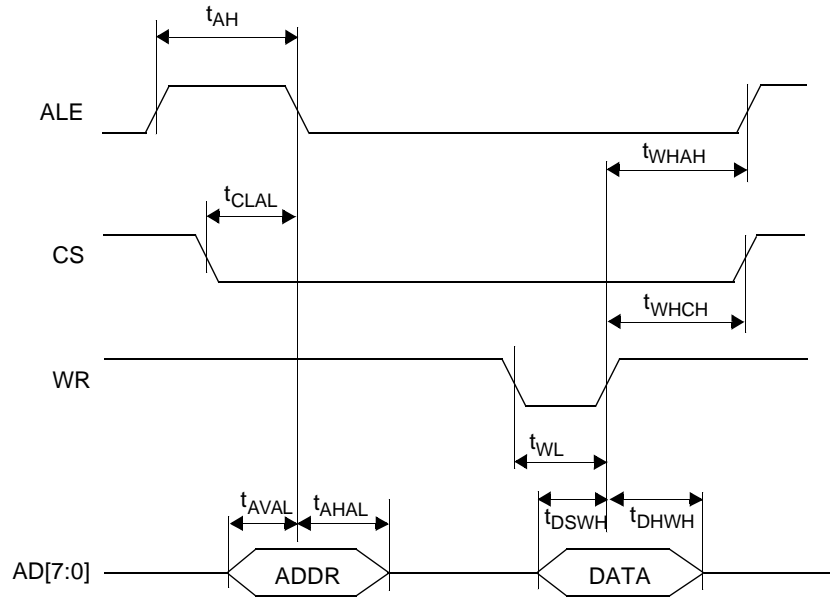 tAH
ALE
tWHAH
tCLAL
CS
tWHCH
WR
tWL
tAVAL tAHAL tDSWH tDHWH
AD[7:0] ADDR DATA